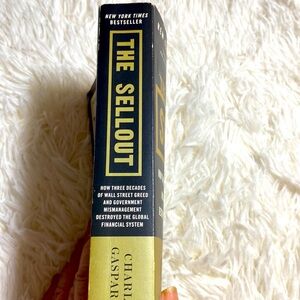 NEW YORK TIMES
BESTSELLER
THE SELLOUT
HOW THREE DECADES
OF WALL STREET GREED
AND GOVERNMENT
MISMANAGEMENT
DESTROYED THE GLOBAL
FINANCIAL SYSTEM
CHARL
GASPAR